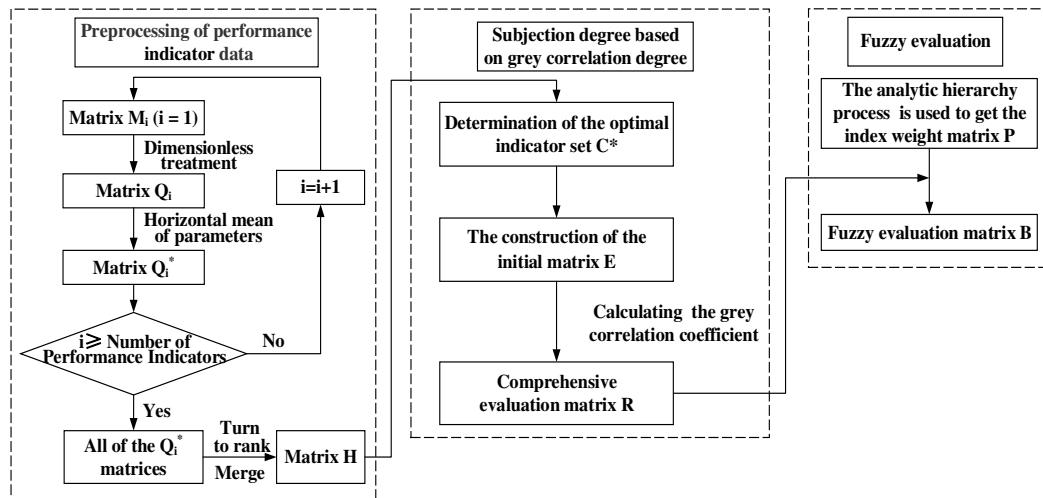 Preprocessing of performance
indicator data
Matrix Mi (i = 1)
Dimensionless
treatment
Matrix Qi
i=i+1
Horizontal mean
of parameters
Matrix Qi*
i≥ Number of
Performance Indicators
No
Yes
All of the Qi*
matrices
Turn
to rank
Merge
Matrix H
Subjection degree based
on grey correlation degree
Determination of the optimal
indicator set C*
The construction of the
initial matrix E
Calculating the grey
correlation coefficient
Comprehensive
evaluation matrix R
Fuzzy evaluation
The analytic hierarchy
process is used to get the
index weight matrix P
Fuzzy evaluation matrix B